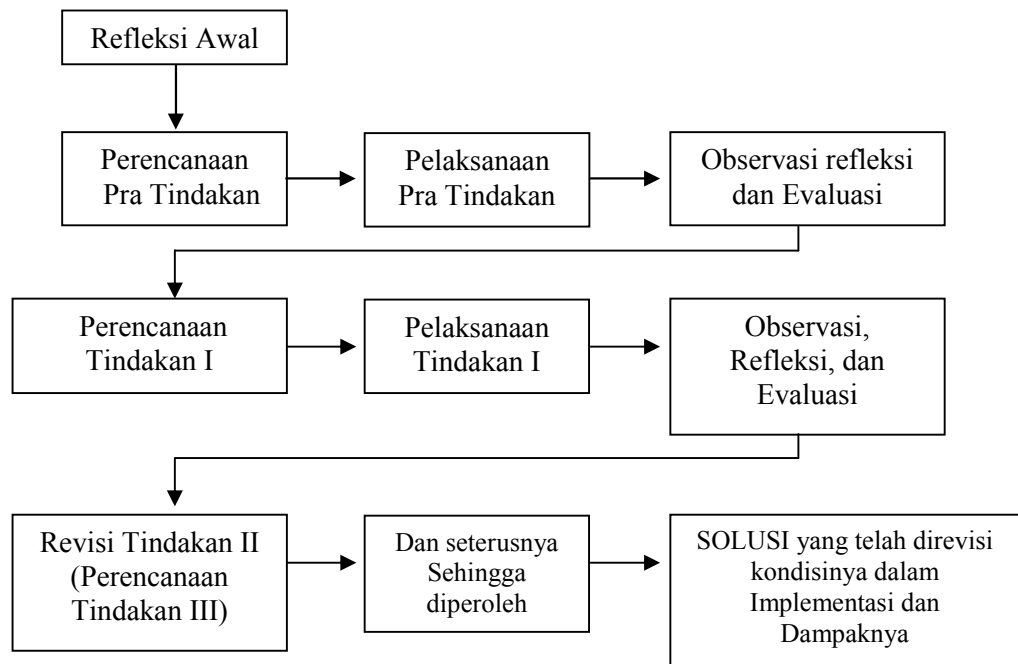 Refleksi Awal
Perencanaan
Pra Tindakan
Pelaksanaan
Pra Tindakan
Observasi refleksi
dan Evaluasi
Perencanaan
Tindakan I
Pelaksanaan
Tindakan I
Observasi,
Refleksi, dan
Evaluasi
Revisi Tindakan II
(Perencanaan
Tindakan III)
Dan seterusnya
Sehingga
diperoleh
SOLUSI yang telah direvisi
kondisinya dalam
Implementasi dan
Dampaknya